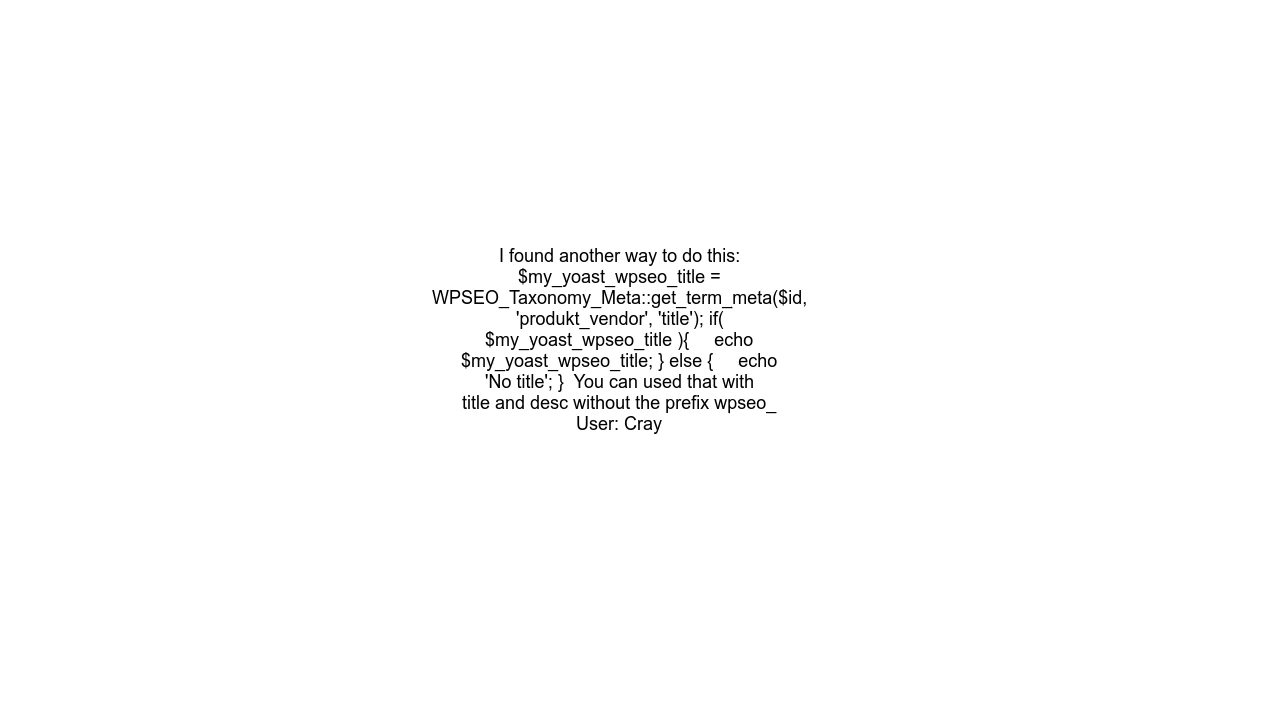 I found another way to do this:
$my_yoast_wpseo_title =
WPSEO_Taxonomy_Meta::get_term_meta($id,
'produkt_vendor', 'title'); if(
$my_yoast_wpseo_title ){     echo
$my_yoast_wpseo_title; } else {     echo
'No title'; }  You can used that with
title and desc without the prefix wpseo_
User: Cray